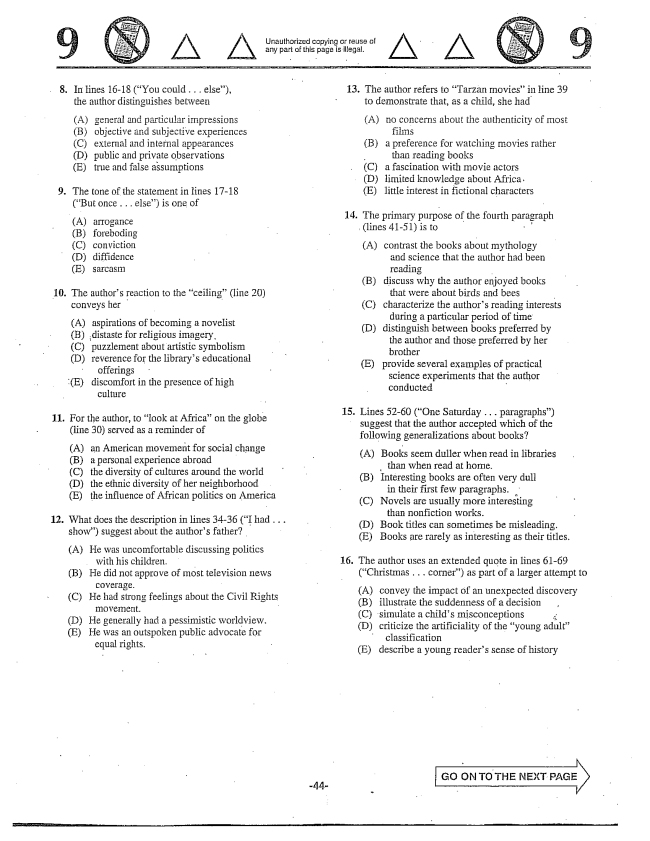 9
Unauthorized copying or reuse of
any part of this page is illegal.
9
8. In lines 16-18 ("You could . . . else"),
the author distinguishes between
(A) general and particular impressions
(B) objective and subjective experiences
(C) external and internal appearances
(D) public and private observations
(E) true and false assumptions
9. The tone of the statement in lines 17-18
("But once . . . else") is one of
(A) arrogance
(B) foreboding
(C) conviction
(D) diffidence
(E) sarcasm
10. The author's reaction to the "ceiling" (line 20)
conveys her
(A) aspirations of becoming a novelist
(B) distaste for religious imagery
(C) puzzlement about artistic symbolism
(D) reverence for the library's educational
offerings
(E) discomfort in the presence of high
culture
11. For the author, to "look at Africa" on the globe
(line 30) served as a reminder of
(A) an American movement for social change
(B) a personal experience abroad
(C) the diversity of cultures around the world
(D) the ethnic diversity of her neighborhood
(E) the influence of African politics on America
12. What does the description in lines 34-36 ("I had . . .
show") suggest about the author's father?
(A) He was uncomfortable discussing politics
with his children.
(B) He did not approve of most television news
coverage.
(C) He had strong feelings about the Civil Rights
movement.
(D) He generally had a pessimistic worldview.
(E) He was an outspoken public advocate for
equal rights.
13. The author refers to "Tarzan movies" in line 39
to demonstrate that, as a child, she had
(A) no concerns about the authenticity of most
films
(B) a preference for watching movies rather
than reading books
(C) a fascination with movie actors
(D) limited knowledge about Africa
(E) little interest in fictional characters
14. The primary purpose of the fourth paragraph
(lines 41-51) is to
(A) contrast the books about mythology
and science that the author had been
reading
(B) discuss why the author enjoyed books
that were about birds and bees
(C) characterize the author's reading interests
during a particular period of time
(D) distinguish between books preferred by
the author and those preferred by her
brother
(E) provide several examples of practical
science experiments that the author
conducted
15. Lines 52-60 ("One Saturday . . . paragraphs")
suggest that the author accepted which of the
following generalizations about books?
(A) Books seem duller when read in libraries
than when read at home.
(B) Interesting books are often very dull
in their first few paragraphs.
(C) Novels are usually more interesting
than nonfiction works.
(D) Book titles can sometimes be misleading.
(E) Books are rarely as interesting as their titles.
16. The author uses an extended quote in lines 61-69
("Christmas . . . corner") as part of a larger attempt to
(A) convey the impact of an unexpected discovery
(B) illustrate the suddenness of a decision
(C) simulate a child's misconceptions
(D) criticize the artificiality of the "young adult"
classification
(E) describe a young reader's sense of history
GO ON TO THE NEXT PAGE
-44-